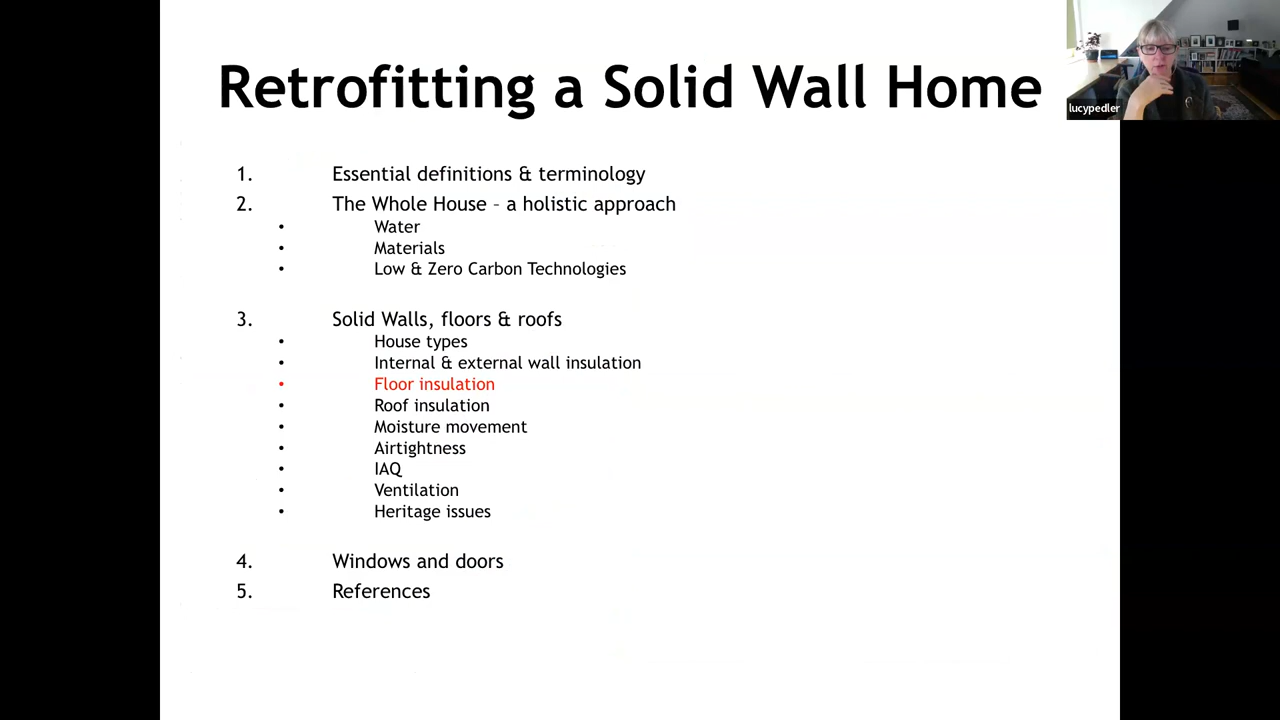 Retrofitting a Solid Wall Home
lucypedler
1. Essential definitions & terminology
2. The Whole House – a holistic approach
• Water
• Materials
• Low & Zero Carbon Technologies
3. Solid Walls, floors & roofs
• House types
• Internal & external wall insulation
• Floor insulation
• Roof insulation
• Moisture movement
• Airtightness
• IAQ
• Ventilation
• Heritage issues
4. Windows and doors
5. References